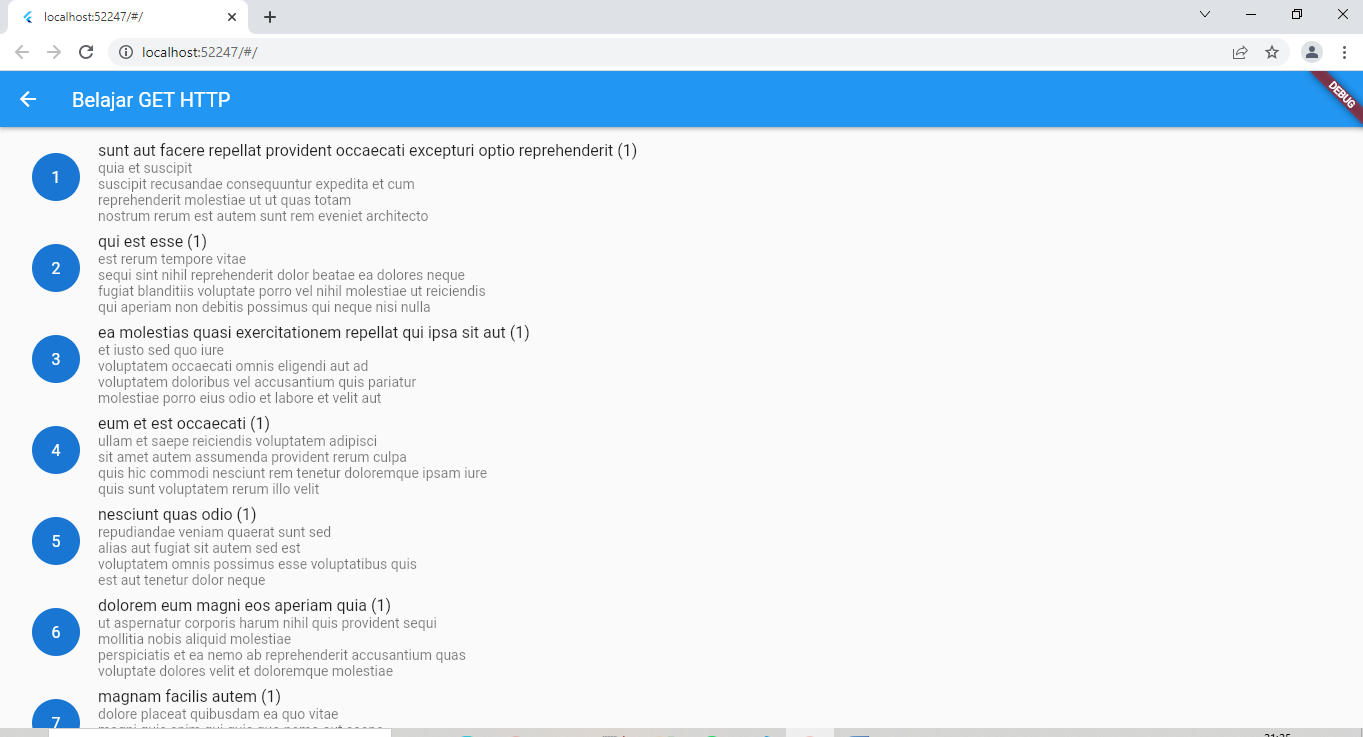 localhost:52247/#/
localhost:52247/#/
Belajar GET HTTP
DEBUG
1
sunt aut facere repellat provident occaecati excepturi optio reprehenderit (1)
quia et suscipit
suscipit recusandae consequuntur expedita et cum
reprehenderit molestiae ut ut quas totam
nostrum rerum est autem sunt rem eveniet architecto
2
qui est esse (1)
est rerum tempore vitae
sequi sint nihil reprehenderit dolor beatae ea dolores neque
fugiat blanditiis voluptate porro vel nihil molestiae ut reiciendis
qui aperiam non debitis possimus qui neque nisi nulla
3
ea molestias quasi exercitationem repellat qui ipsa sit aut (1)
et iusto sed quo iure
voluptatem occaecati omnis eligendi aut ad
voluptatem doloribus vel accusantium quis pariatur
molestiae porro eius odio et labore et velit aut
4
eum et est occaecati (1)
ullam et saepe reiciendis voluptatem adipisci
sit amet autem assumenda provident rerum culpa
quis hic commodi nesciunt rem tenetur doloremque ipsam iure
quis sunt voluptatem rerum illo velit
5
nesciunt quas odio (1)
repudiandae veniam quaerat sunt sed
alias aut fugiat sit autem sed est
voluptatem omnis possimus esse voluptatibus quis
est aut tenetur dolor neque
6
dolorem eum magni eos aperiam quia (1)
ut aspernatur corporis harum nihil quis provident sequi
mollitia nobis aliquid molestiae
perspiciatis et ea nemo ab reprehenderit accusantium quas
voluptate dolores velit et doloremque molestiae
7
magnam facilis autem (1)
dolore placeat quibusdam ea quo vitae